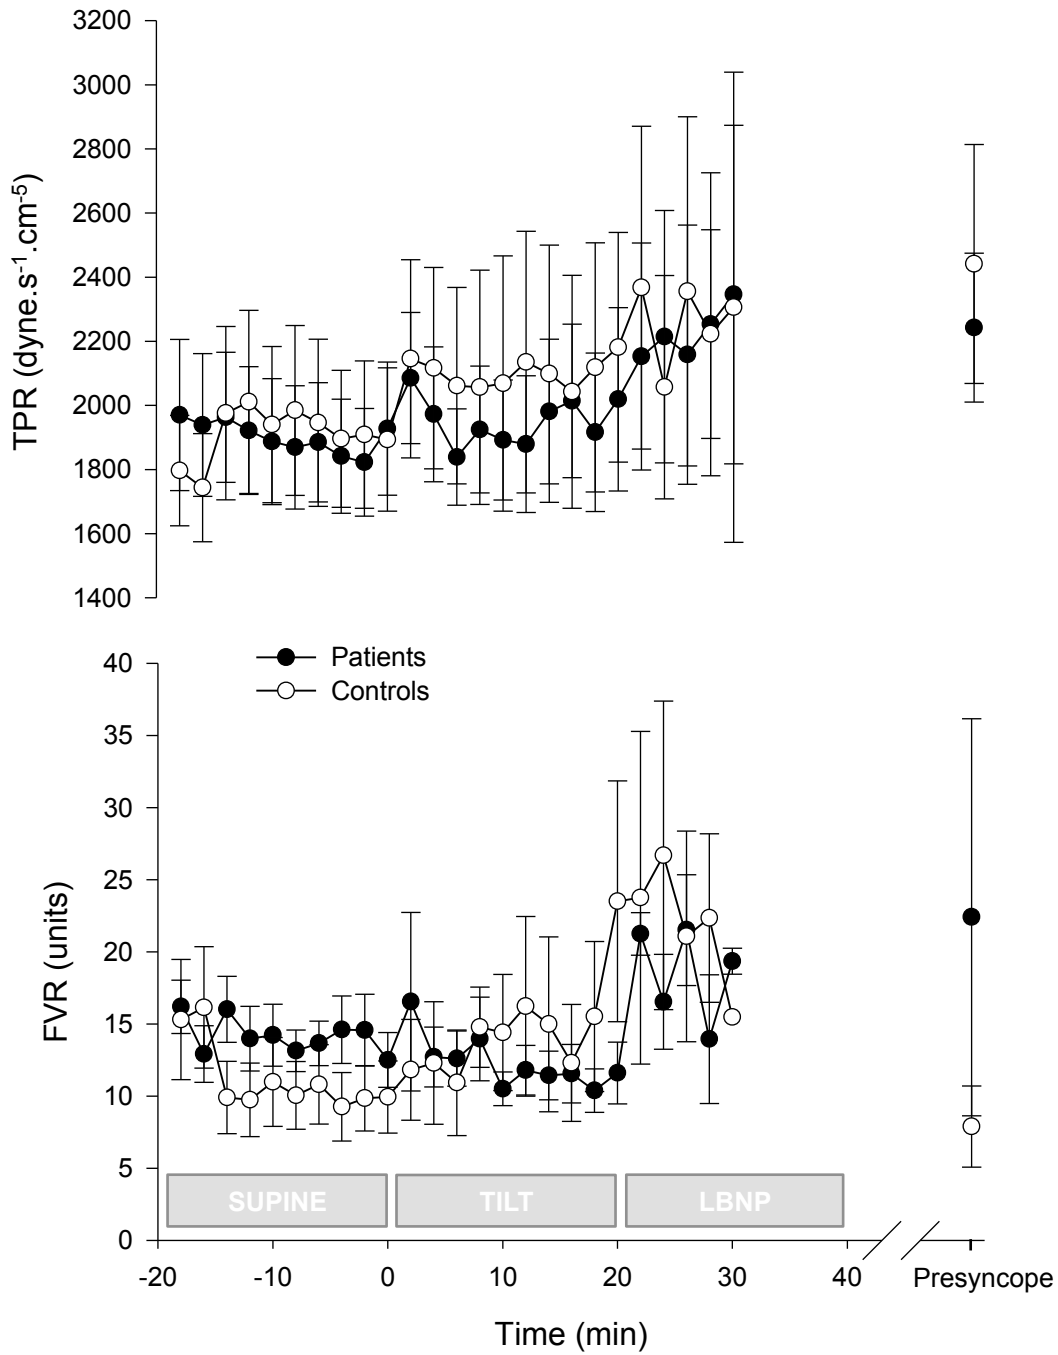 3200
3000
2800
2600
2400
2200
2000
1800
1600
1400
TPR (dyne.s-1.cm-5)
Patients
Controls
40
35
30
25
20
15
10
5
0
FVR (units)
SUPINE TILT LBNP
-20 -10 0 10 20 30 40 Presyncope
Time (min)